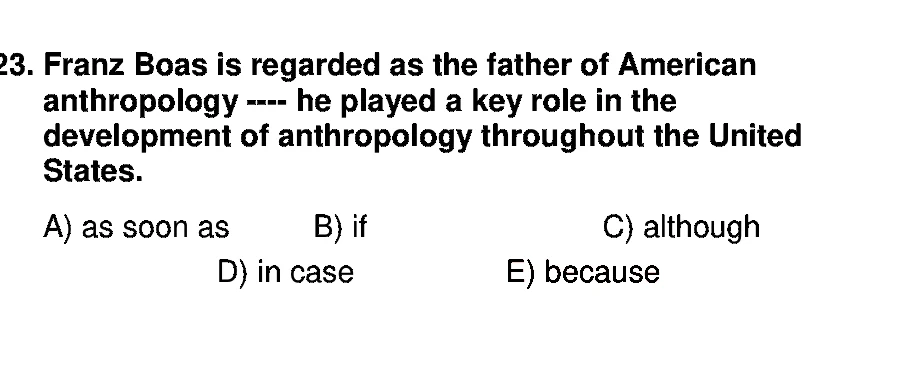 23. Franz Boas is regarded as the father of American
anthropology ---- he played a key role in the
development of anthropology throughout the United
States.
A) as soon as B) if C) although
D) in case E) because